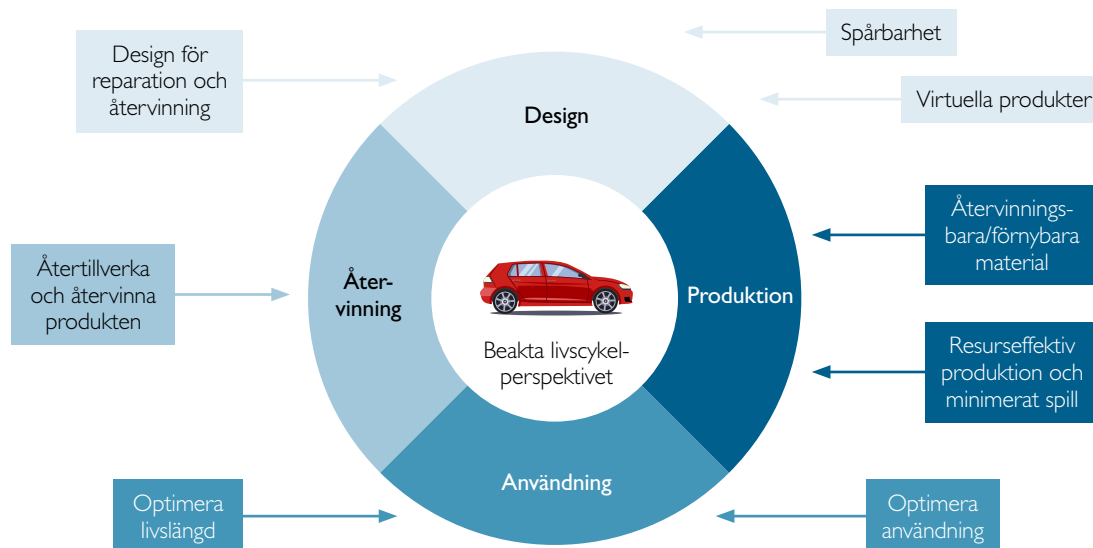 Spårbarhet
Design för
reparation och
återvinning
Virtuella produkter
Design
Återvinnings-
bara/förnybara
material
Återtillverka
och återvinna
produkten
Åter-
vinning
Produktion
Beakta livscykel-
perspektivet
Resurseffektiv
produktion och
minimerat spill
Användning
Optimera
livslängd
Optimera
användning